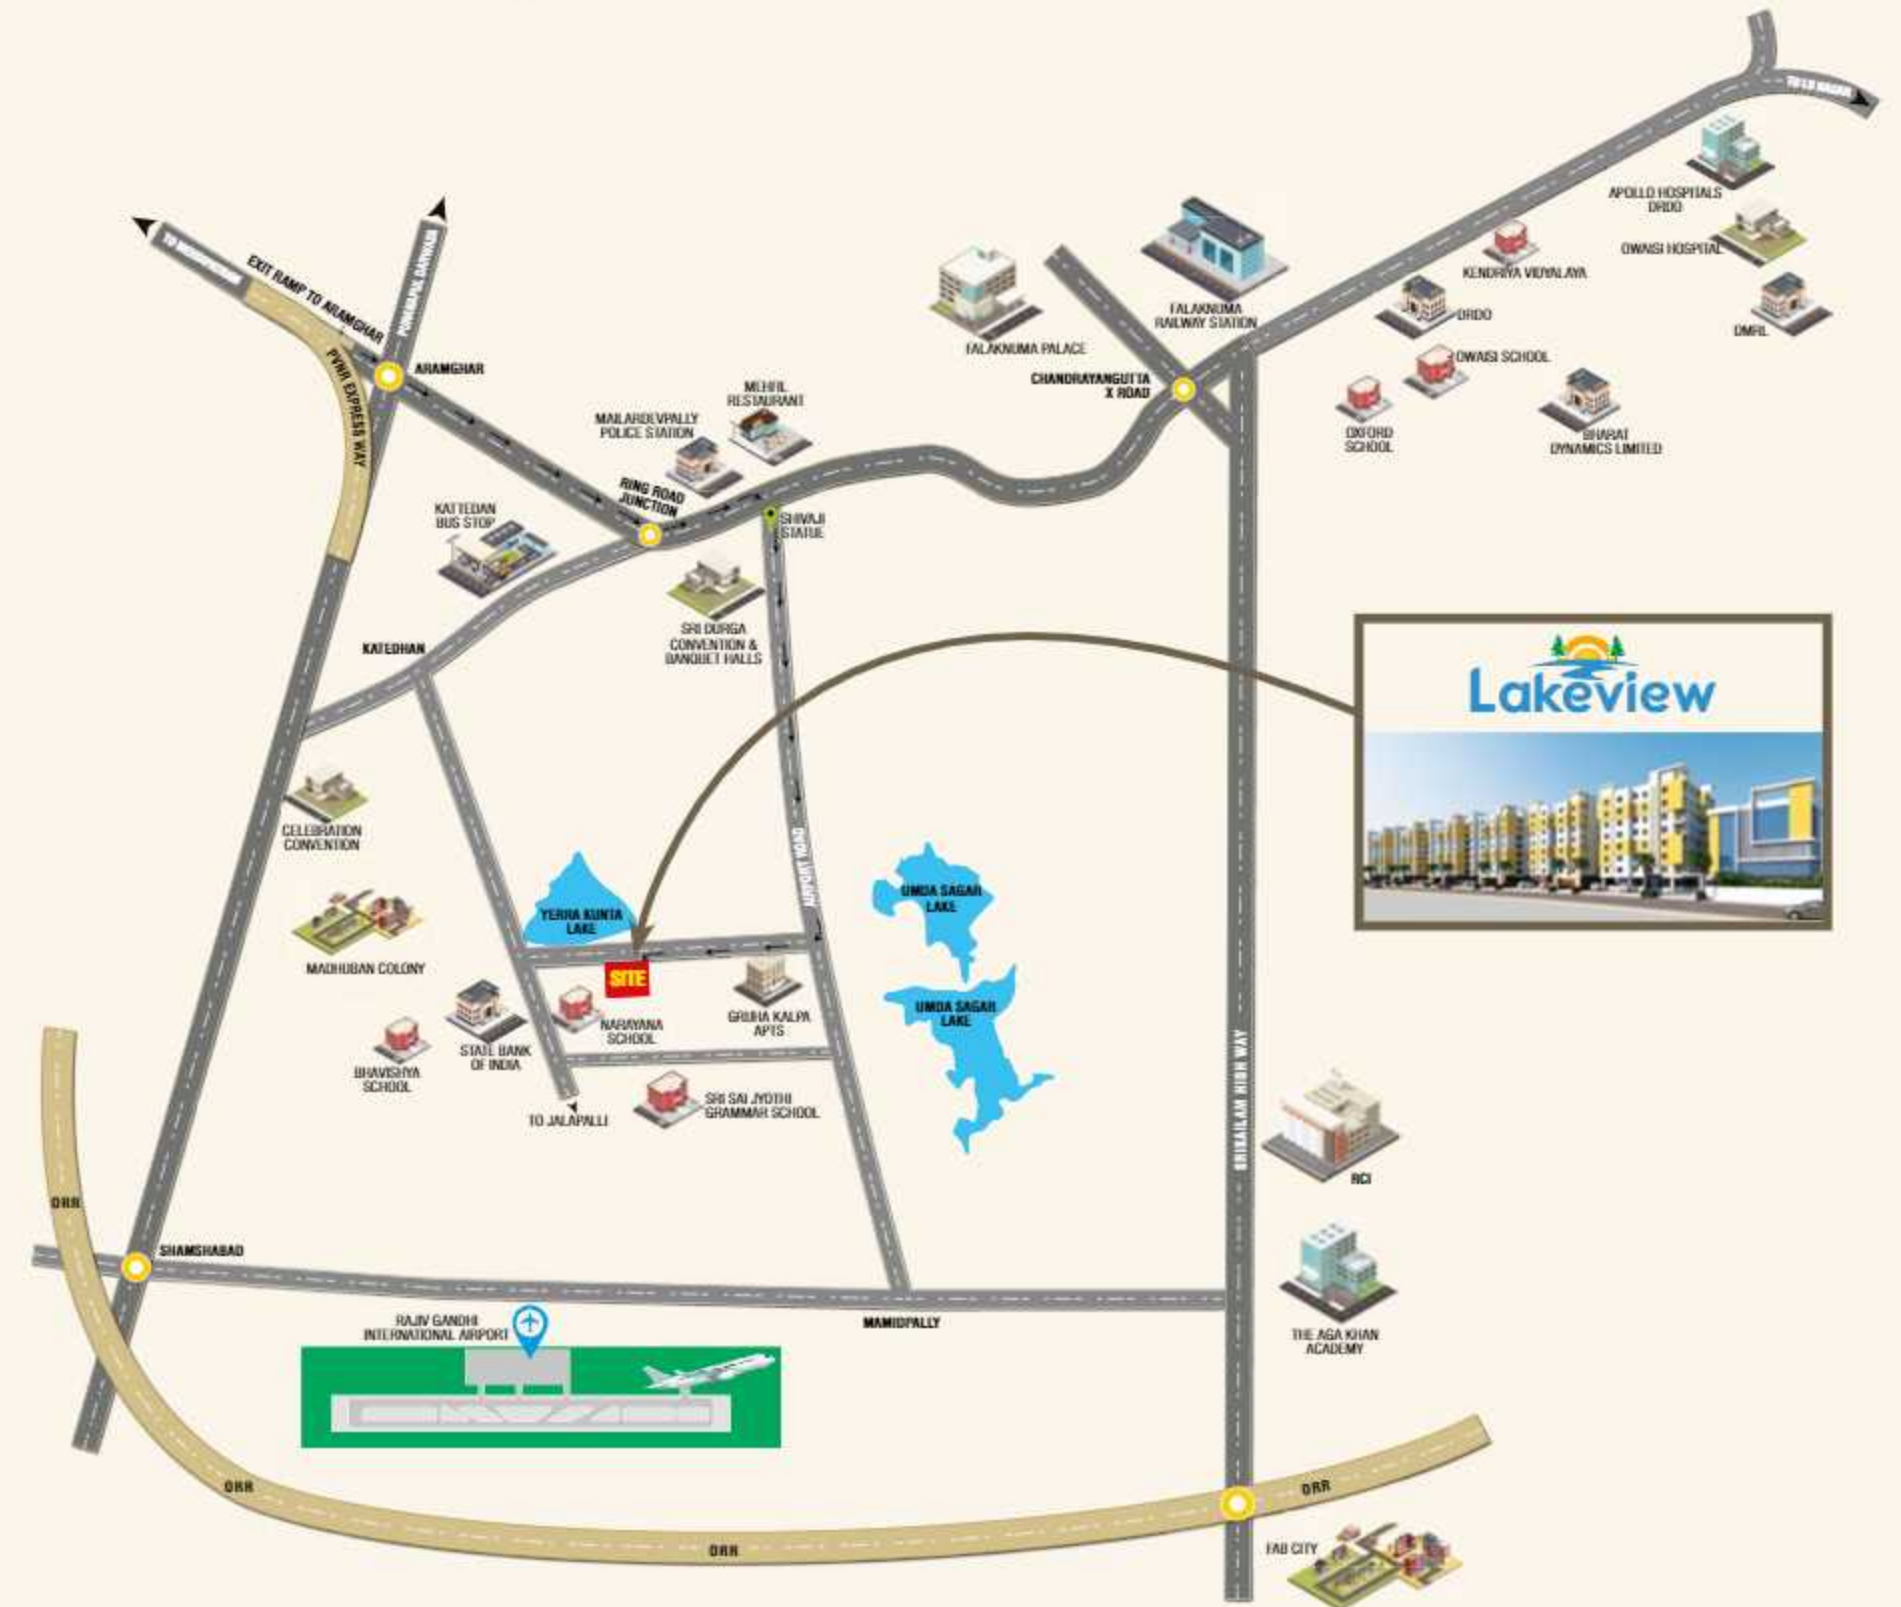 TO LB NAGAR
APOLLO HOSPITALS
DRDO
OWAISI HOSPITAL
KENDRIYA VIDYALAYA
DRDO
DMRL
OWAISI SCHOOL
OXFORD
SCHOOL
BHARAT
DYNAMICS LIMITED
FALAKNUMA
RAILWAY STATION
FALAKNUMA PALACE
CHANDRAYANGUTTA
X ROAD
EXIT RAMP TO ARAMGHAR
PVNR EXPRESS WAY
ARAMGHAR
MEHFIL
RESTAURANT
MAILARDEVPALLY
POLICE STATION
RING ROAD
JUNCTION
KATTEDAN
BUS STOP
SHIVAJI
STATUE
SRI DURGA
CONVENTION &
BANQUET HALLS
KATEDHAN
Lakeview
CELEBRATION
CONVENTION
AIRPORT ROAD
YERRA KUNTA
LAKE
UMDA SAGAR
LAKE
MADHUBAN COLONY
SITE
UMDA SAGAR
LAKE
NARAYANA
SCHOOL
GRUHA KALPA
APTS
STATE BANK
OF INDIA
BHAVISHYA
SCHOOL
SRI SAI JYOTHI
GRAMMAR SCHOOL
TO JALAPALLI
SRISAILAM HIGH WAY
RCI
ORR
SHAMSHABAD
RAJIV GANDHI
INTERNATIONAL AIRPORT
MAMIDPALLY
THE AGA KHAN
ACADEMY
ORR
ORR
ORR
FAB CITY